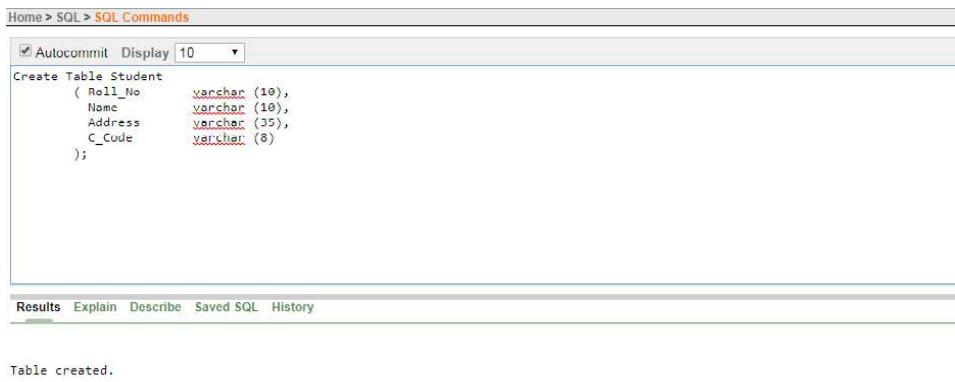 Home > SQL > SQL Commands
Autocommit Display 10
Create Table Student
( Roll_No varchar (10),
Name varchar (10),
Address varchar (35),
C_Code varchar (8)
);
Results Explain Describe Saved SQL History
Table created.